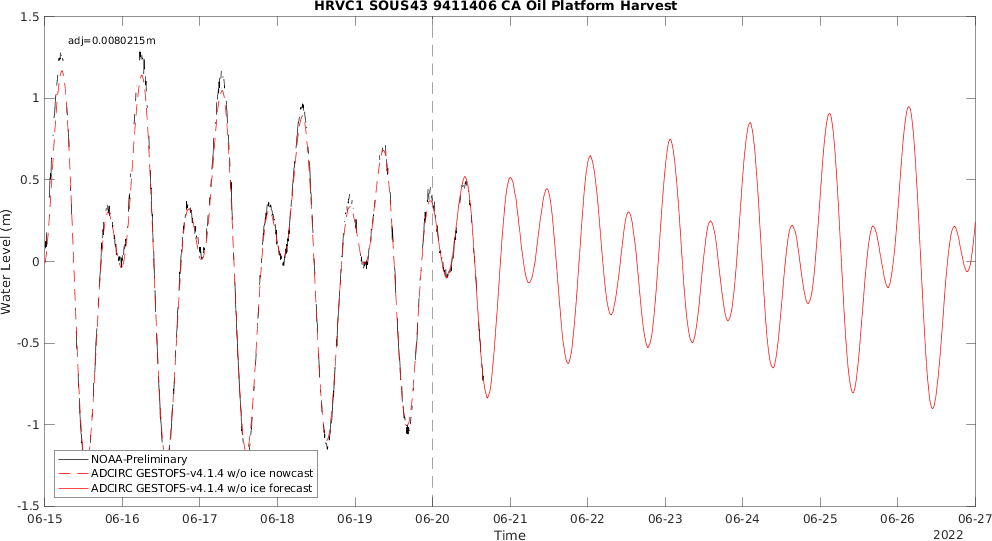 HRVC1 SOUS43 9411406 CA Oil Platform Harvest
adj=0.0080215m
1.5
1
0.5
0
-0.5
-1
-1.5
Water Level (m)
NOAA-Preliminary
ADCIRC GESTOFS-v4.1.4 w/o ice nowcast
ADCIRC GESTOFS-v4.1.4 w/o ice forecast
06-15 06-16 06-17 06-18 06-19 06-20 06-21 06-22 06-23 06-24 06-25 06-26 06-27
Time
2022